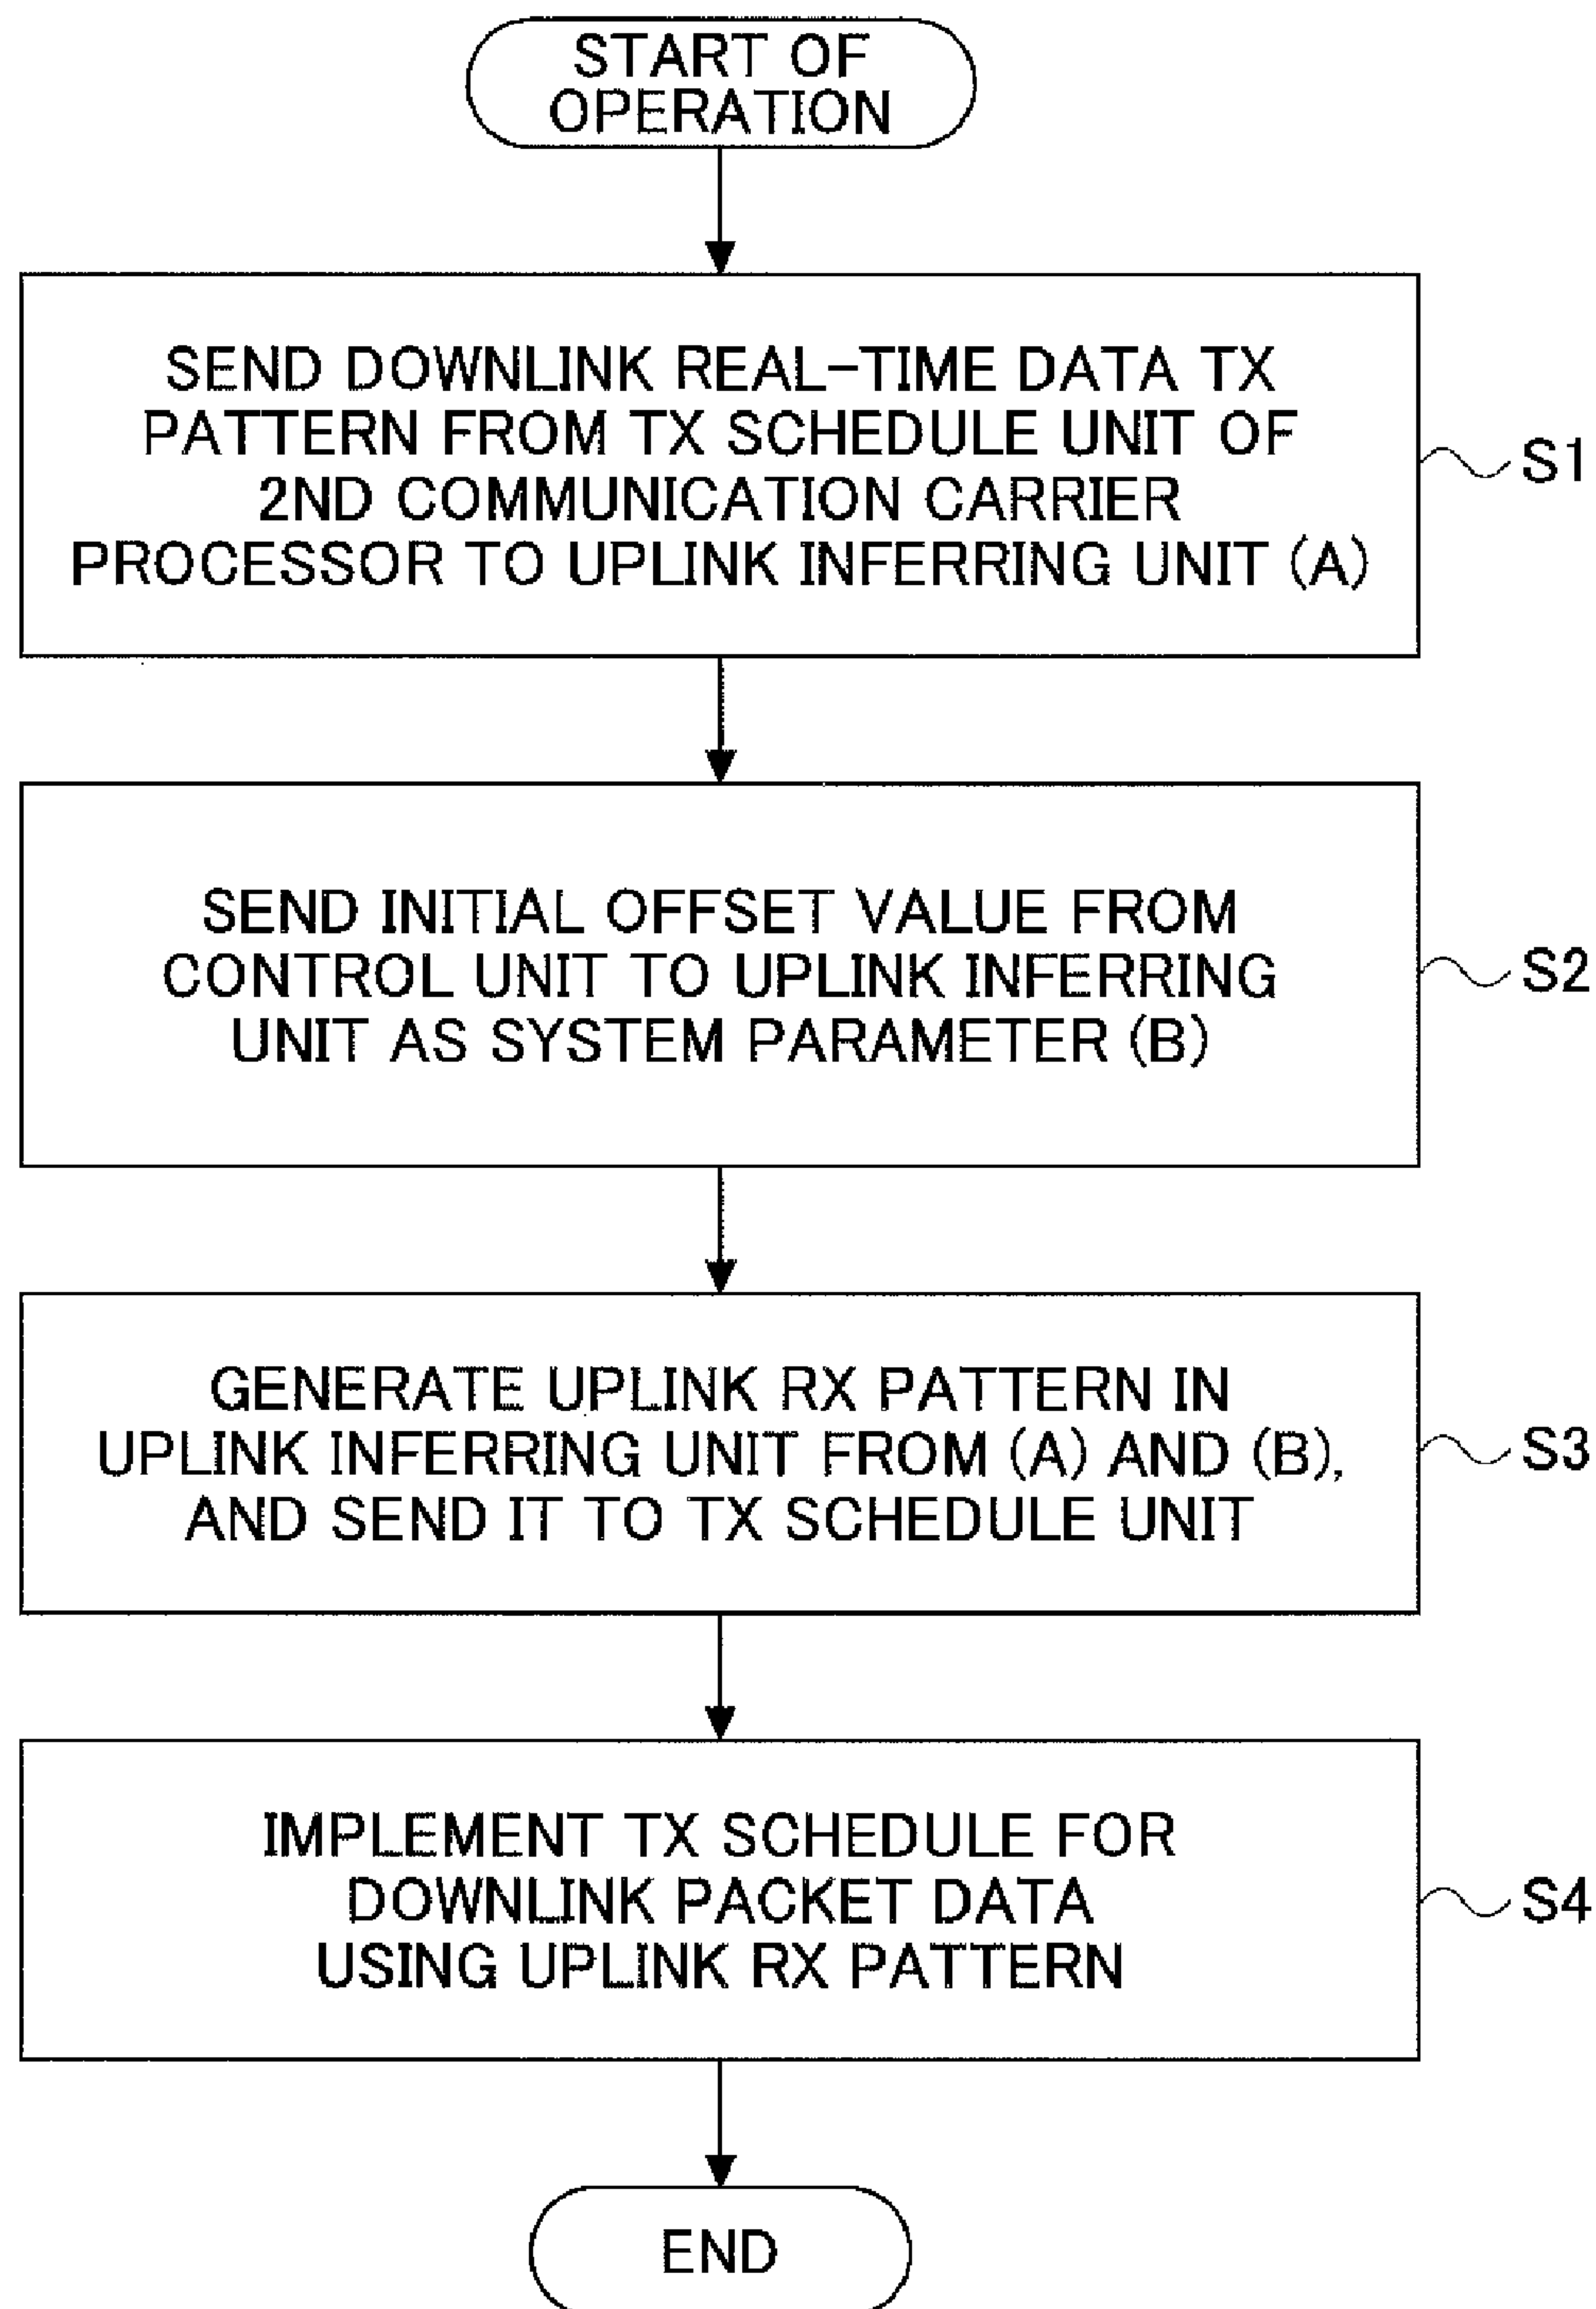 START OF
OPERATION
SEND DOWNLINK REAL-TIME DATA TX
PATTERN FROM TX SCHEDULE UNIT OF
2ND COMMUNICATION CARRIER
PROCESSOR TO UPLINK INFERRING UNIT (A)
S1
SEND INITIAL OFFSET VALUE FROM
CONTROL UNIT TO UPLINK INFERRING
UNIT AS SYSTEM PARAMETER (B)
S2
GENERATE UPLINK RX PATTERN IN
UPLINK INFERRING UNIT FROM (A) AND (B),
AND SEND IT TO TX SCHEDULE UNIT
S3
IMPLEMENT TX SCHEDULE FOR
DOWNLINK PACKET DATA
USING UPLINK RX PATTERN
S4
END